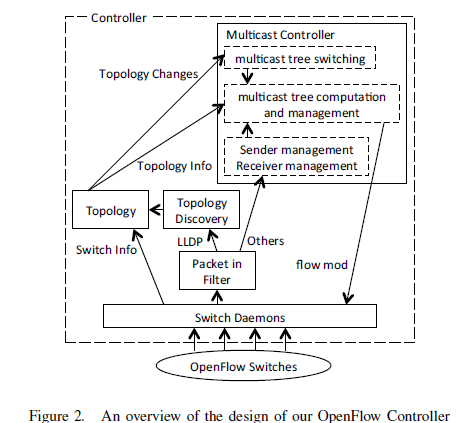 Controller
Multicast Controller
multicast tree switching
Topology Changes
multicast tree computation
and management
Sender management
Receiver management
Topology Info
Topology
Topology
Discovery
LLDP
Others
Switch Info
Packet in
Filter
flow mod
Switch Daemons
OpenFlow Switches
Figure 2. An overview of the design of our OpenFlow Controller